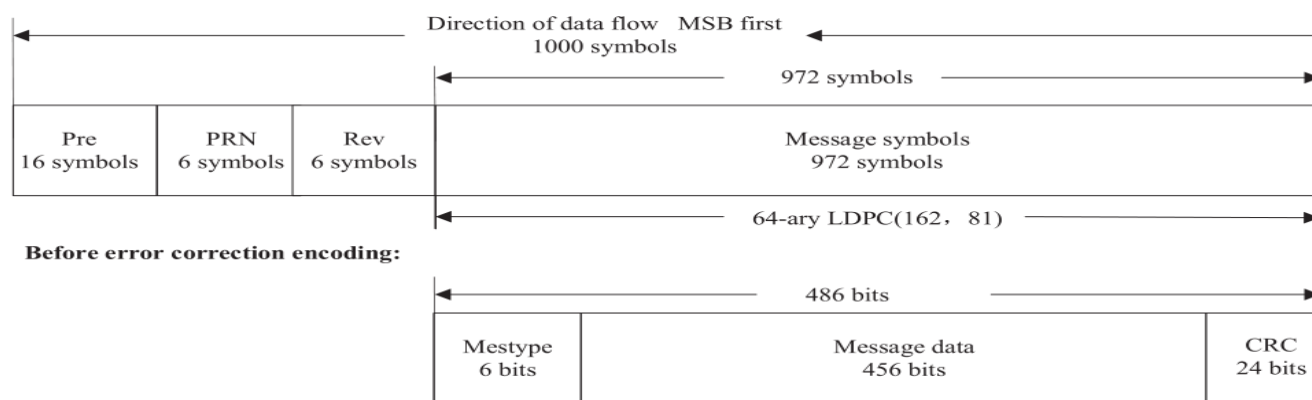 Direction of data flow MSB first
1000 symbols
972 symbols
Pre
16 symbols
PRN
6 symbols
Rev
6 symbols
Message symbols
972 symbols
64-ary LDPC(162，81)
Before error correction encoding:
486 bits
Mestype
6 bits
Message data
456 bits
CRC
24 bits